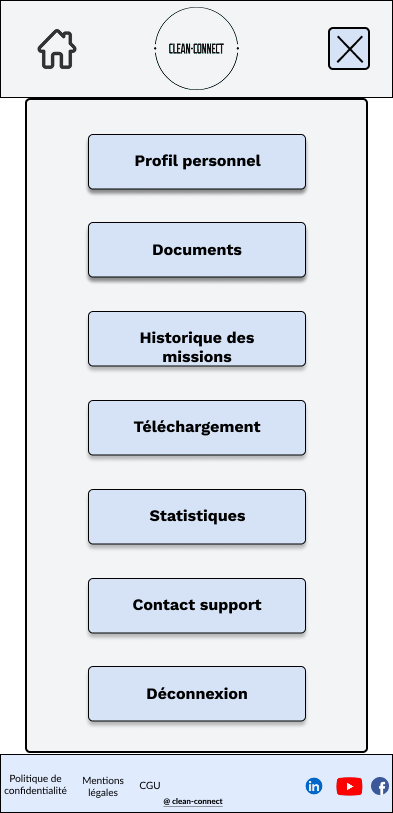 CLEAN-CONNECT
Profil personnel
Documents
Historique des
missions
Téléchargement
Statistiques
Contact support
Déconnexion
Politique de
confidentialité
Mentions
légales
CGU
@ clean-connect
in
f